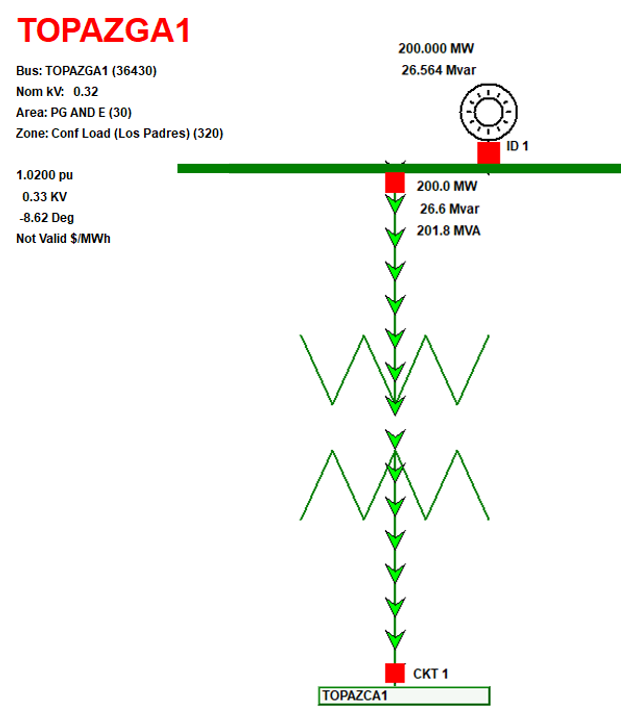 TOPAZGA1
Bus: TOPAZGA1 (36430)
Nom kV: 0.32
Area: PG AND E (30)
Zone: Conf Load (Los Padres) (320)
1.0200 pu
0.33 KV
-8.62 Deg
Not Valid $/MWh
200.000 MW
26.564 Mvar
ID 1
200.0 MW
26.6 Mvar
201.8 MVA
CKT 1
TOPAZCA1